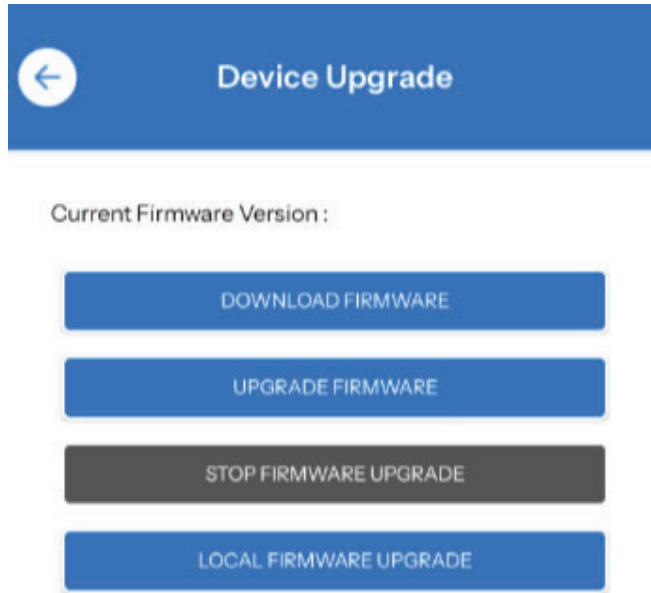 Device Upgrade
Current Firmware Version :
DOWNLOAD FIRMWARE
UPGRADE FIRMWARE
STOP FIRMWARE UPGRADE
LOCAL FIRMWARE UPGRADE